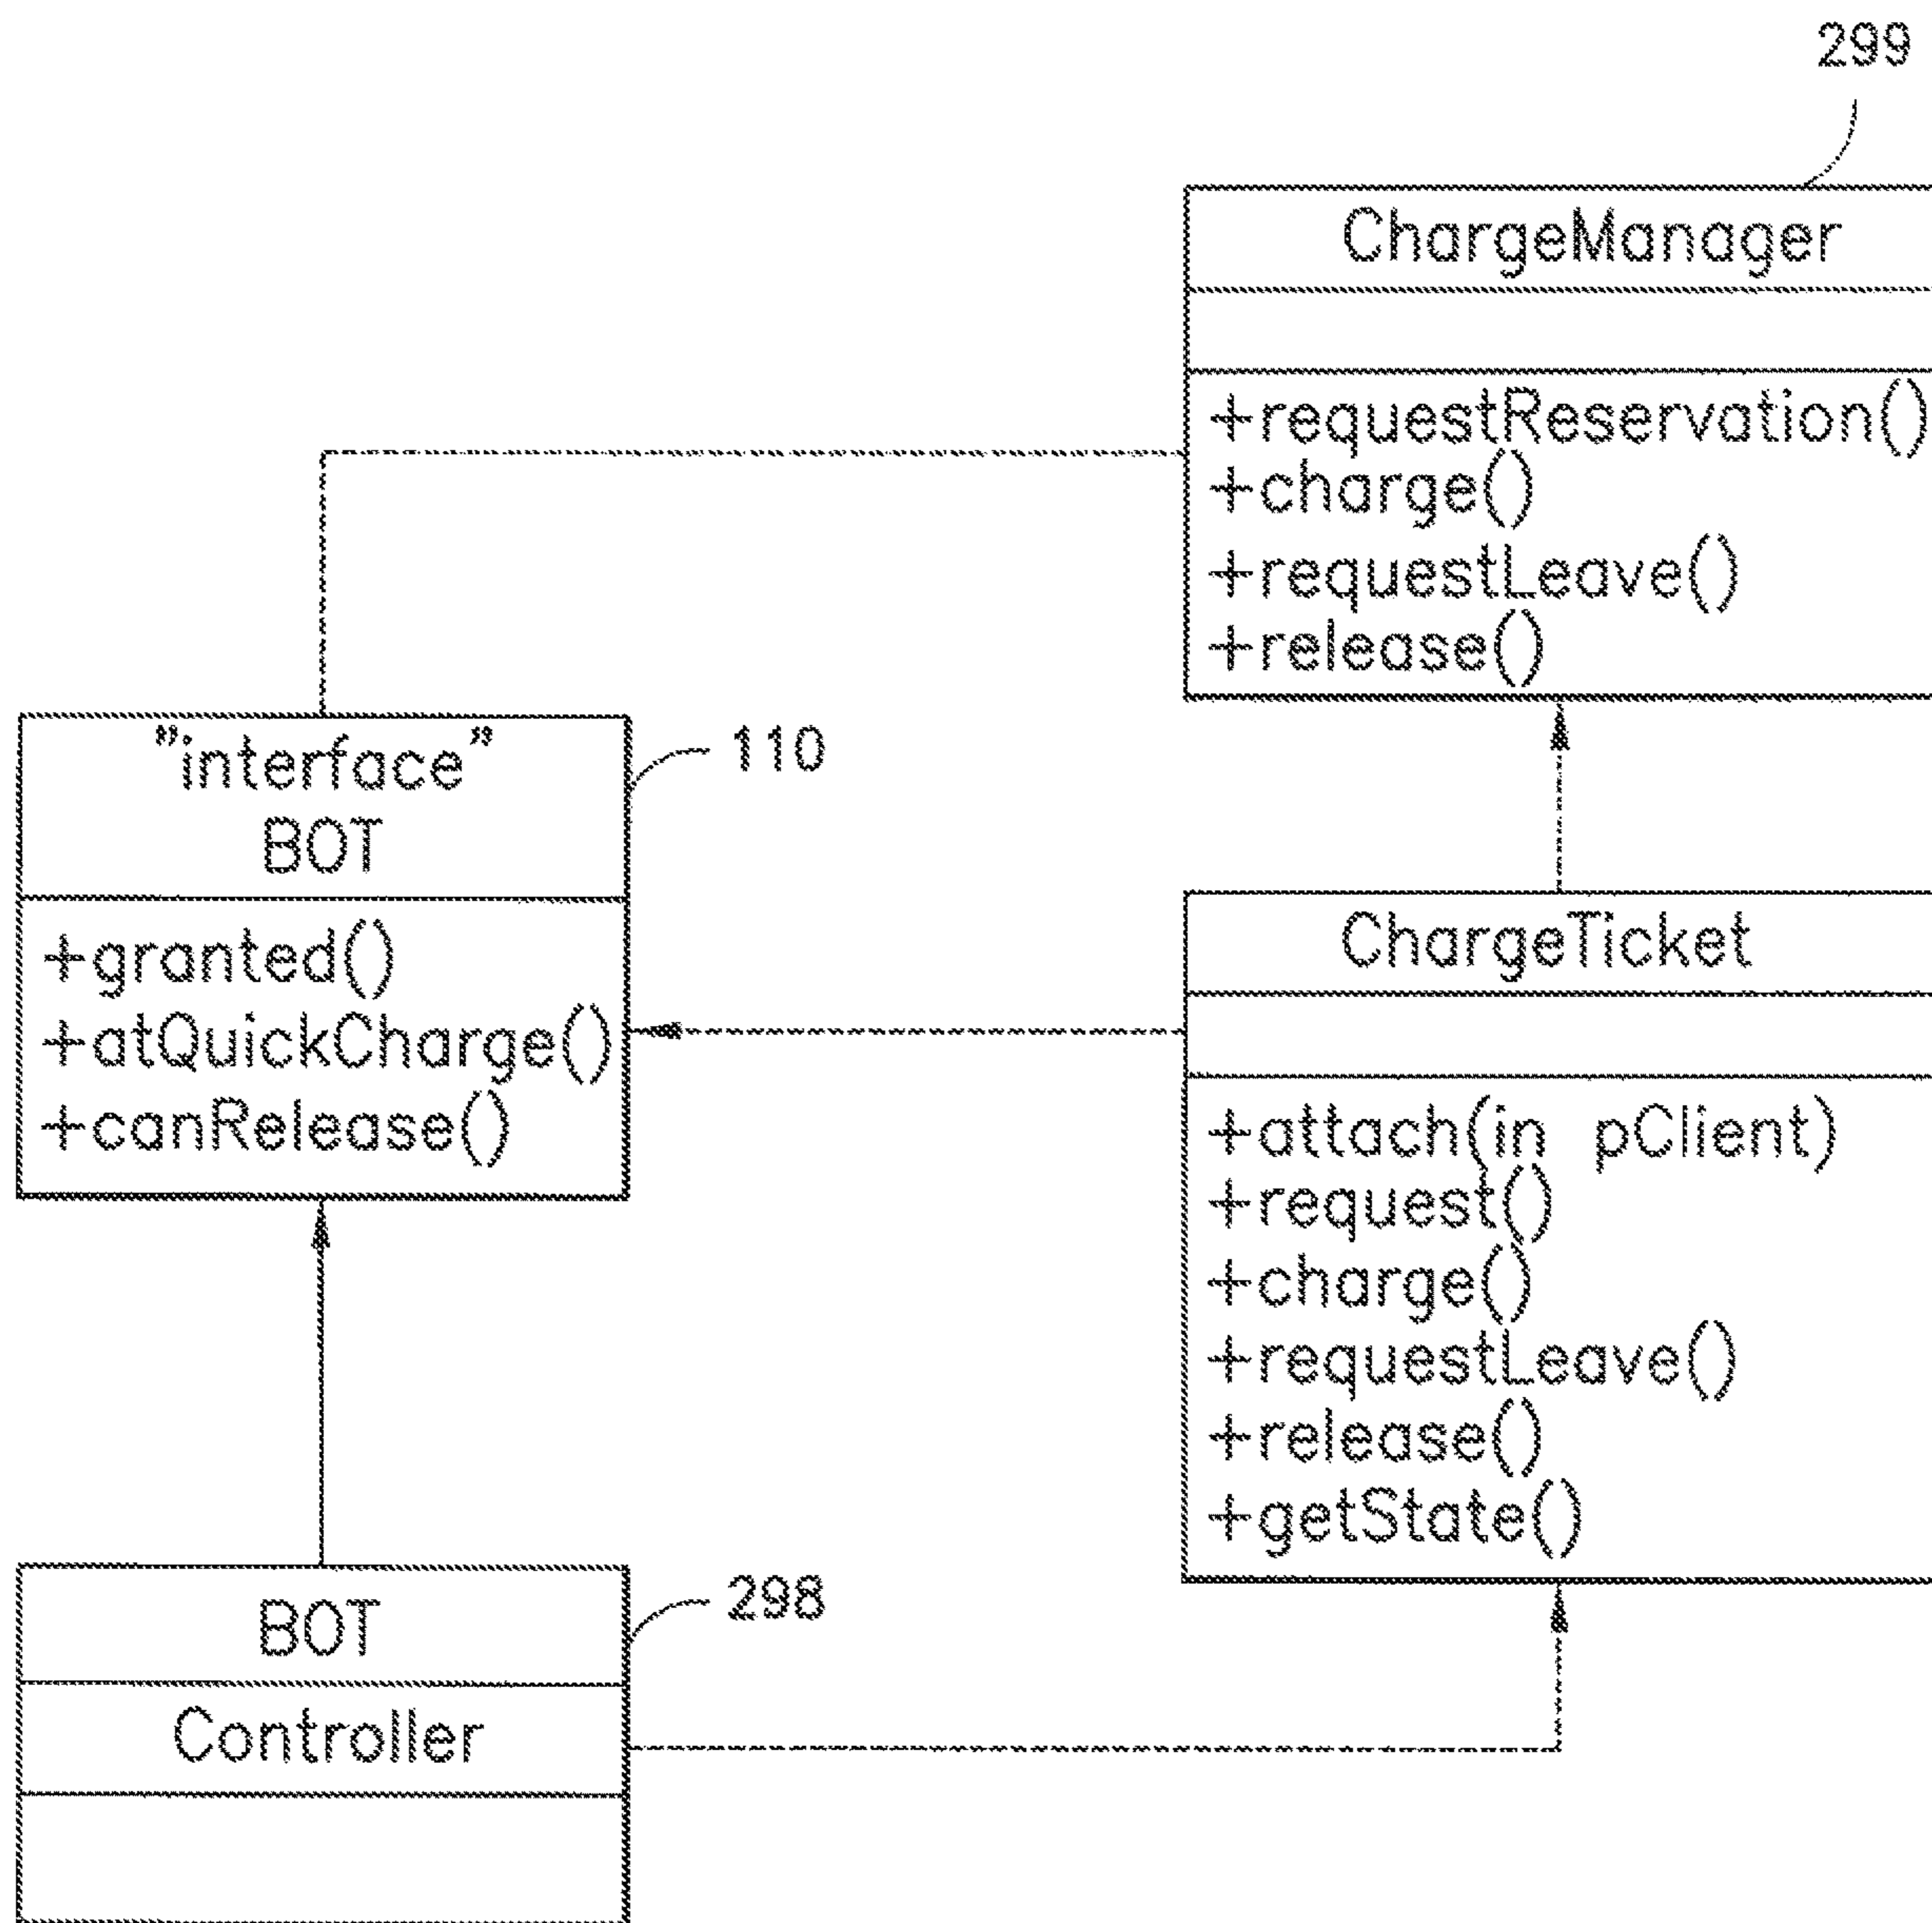 299
ChargeManager
+requestReservation()
+charge()
+requestLeave()
+release()
"interface"
BOT
110
+granted()
+atQuickCharge()
+canRelease()
ChargeTicket
+attach(in pClient)
+request()
+charge()
+requestLeave()
+release()
+getState()
BOT
298
Controller